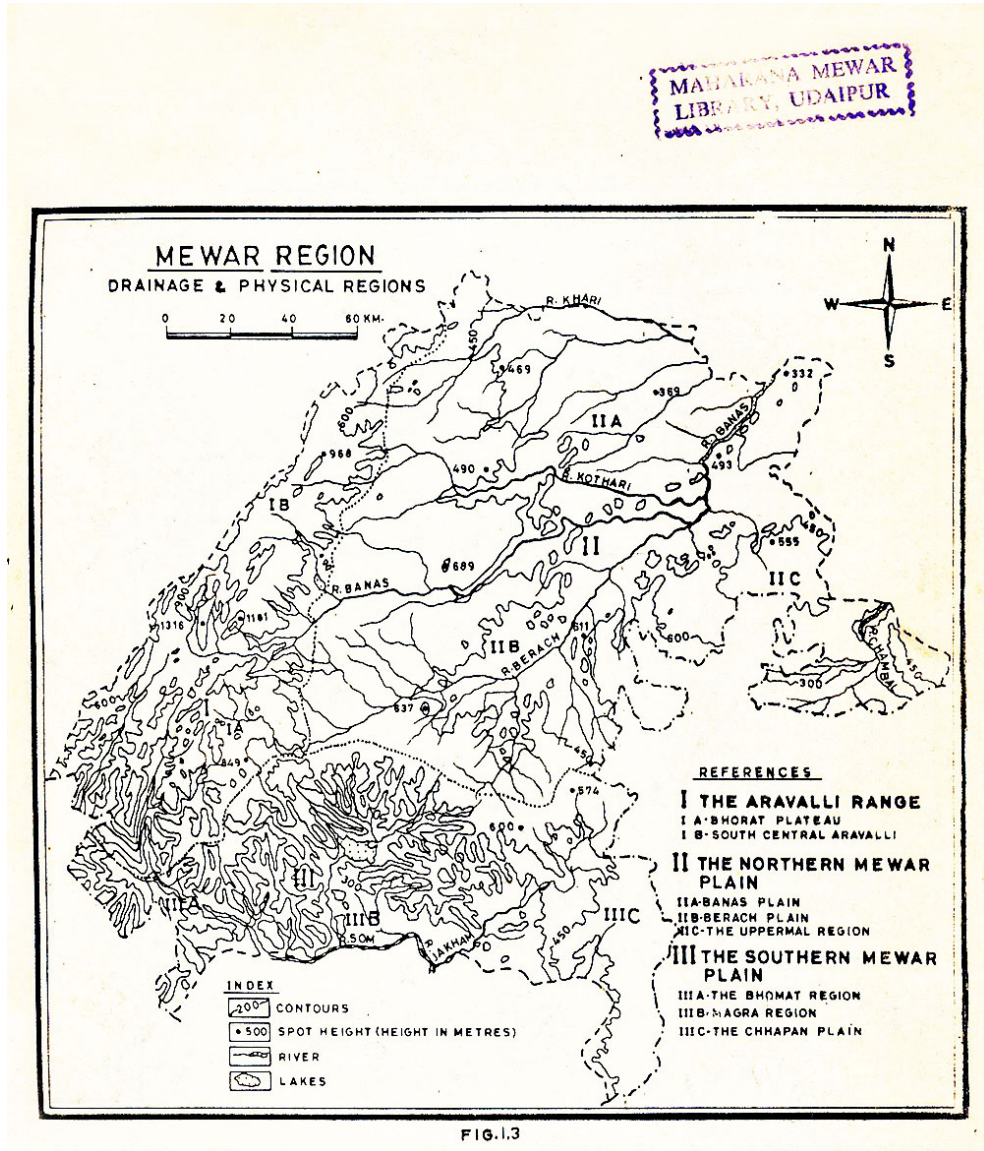 MAHARANA MEWAR
LIBRARY, UDAIPUR
MEWAR REGION
DRAINAGE & PHYSICAL REGIONS
0 20 40 60 KM.
N
W E
S
R. KHARI
450
469
332
369
600
IIA
R. BANAS
968
490
493
R. KOTHARI
IB
450
555
II
689
IIC
R. BANAS
900
1316
1181
611
600
IIB
R. BERACH
R. CHAMBAL
450
300
600
I
IA
637
849
450
574
600
III
300
IIIA
IIIB
IIIC
450
R. SOM
R. JAKHAM
REFERENCES
I THE ARAVALLI RANGE
I A-BHORAT PLATEAU
I B-SOUTH CENTRAL ARAVALLI
II THE NORTHERN MEWAR
PLAIN
IIA-BANAS PLAIN
IIB-BERACH PLAIN
IIC-THE UPPERMAL REGION
III THE SOUTHERN MEWAR
PLAIN
IIIA-THE BHOMAT REGION
IIIB-MAGRA REGION
IIIC-THE CHHAPAN PLAIN
INDEX
200 CONTOURS
•500 SPOT HEIGHT (HEIGHT IN METRES)
RIVER
LAKES
FIG.1.3